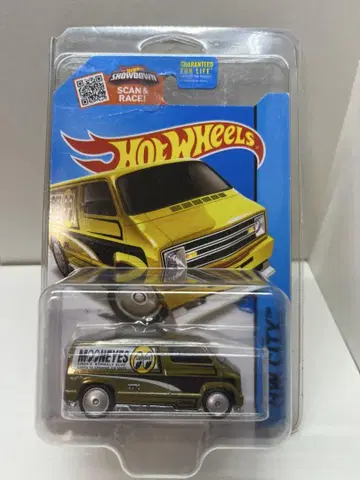 SHOWDOWN
SCAN &
RACE!
GUARANTEED
FOR LIFE
HOT WHEELS
MOONEYES
HW CITY